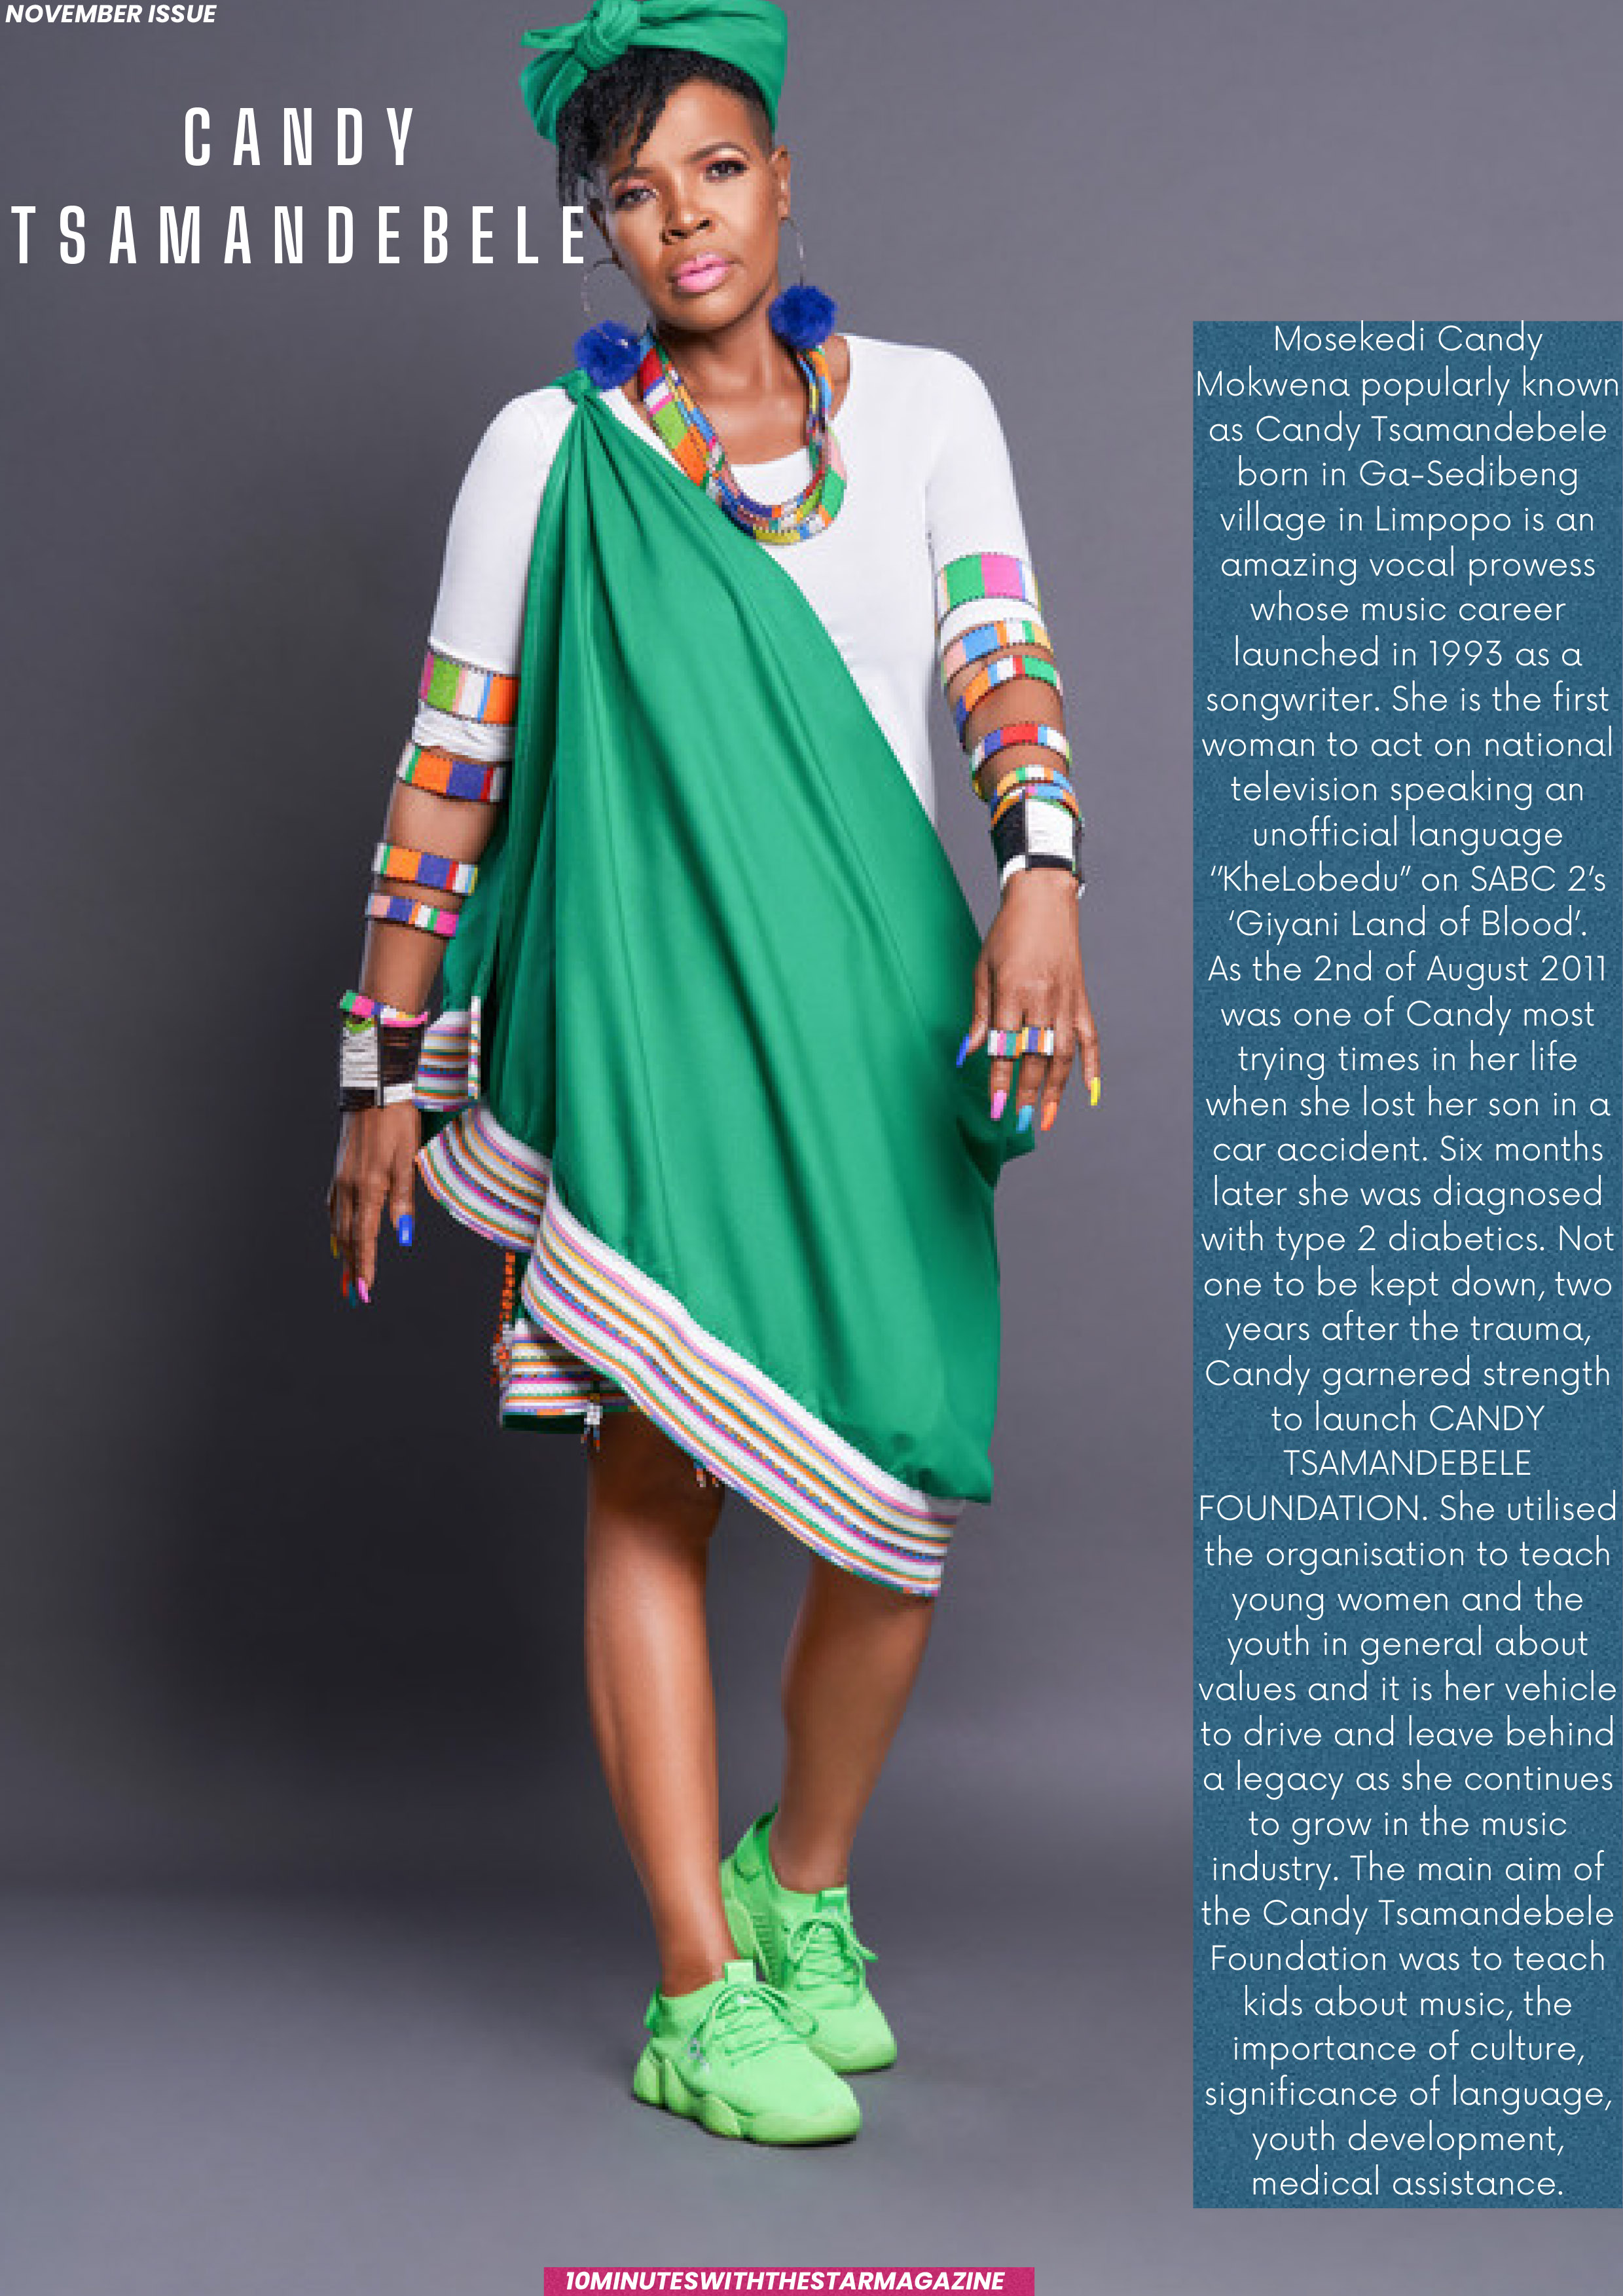 NOVEMBER ISSUE
CANDY
TSAMANDEBELE
Mosekedi Candy
Mokwena popularly known
as Candy Tsamandebele
born in Ga-Sedibeng
village in Limpopo is an
amazing vocal prowess
whose music career
launched in 1993 as a
songwriter. She is the first
woman to act on national
television speaking an
unofficial language
“KheLobedu” on SABC 2’s
‘Giyani Land of Blood’.
As the 2nd of August 2011
was one of Candy most
trying times in her life
when she lost her son in a
car accident. Six months
later she was diagnosed
with type 2 diabetics. Not
one to be kept down, two
years after the trauma,
Candy garnered strength
to launch CANDY
TSAMANDEBELE
FOUNDATION. She utilised
the organisation to teach
young women and the
youth in general about
values and it is her vehicle
to drive and leave behind
a legacy as she continues
to grow in the music
industry. The main aim of
the Candy Tsamandebele
Foundation was to teach
kids about music, the
importance of culture,
significance of language,
youth development,
medical assistance.
10MINUTESWITHTHESTARMAGAZINE